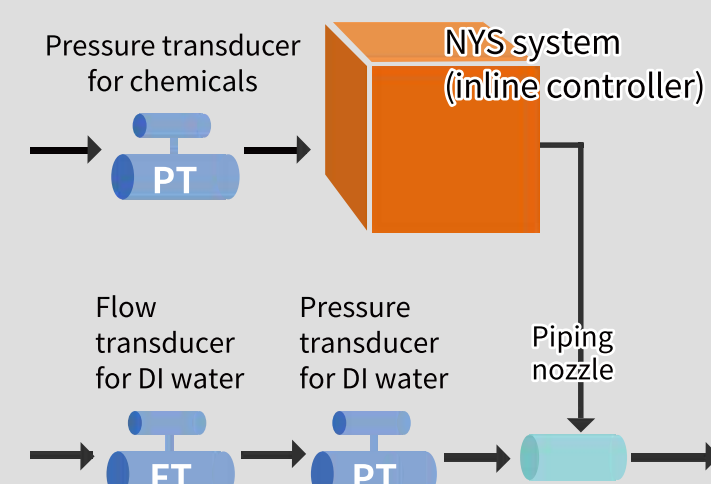 Pressure transducer
for chemicals
NYS system
(inline controller)
PT
Flow
transducer
for DI water
Pressure
transducer
for DI water
Piping
nozzle
FT
PT